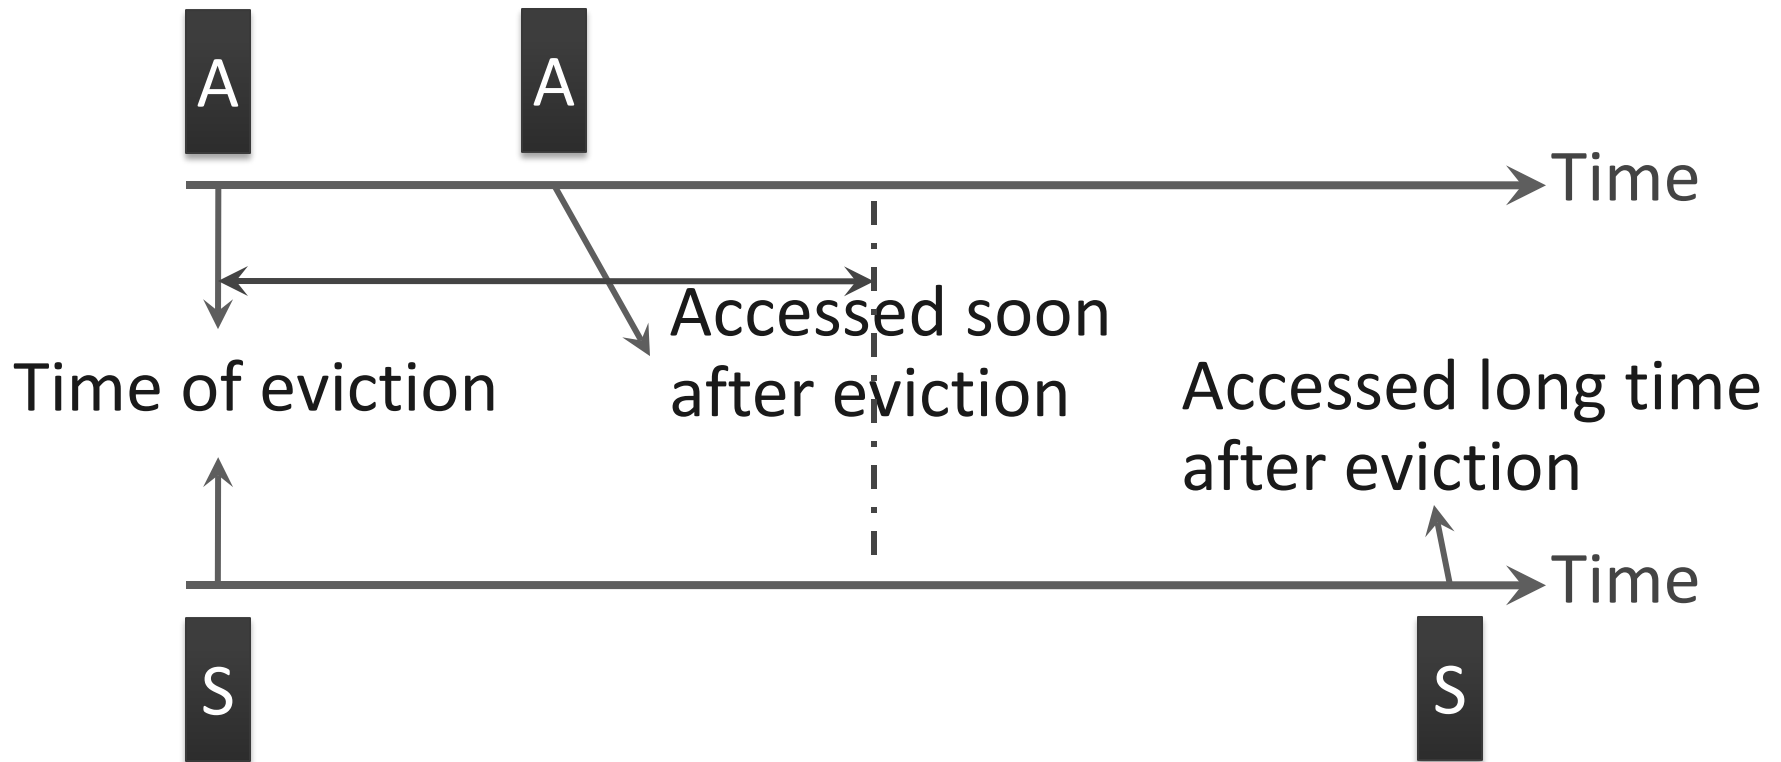 A
A
Time
Accessed soon
after eviction
Time of eviction
Accessed long time
after eviction
Time
S
S